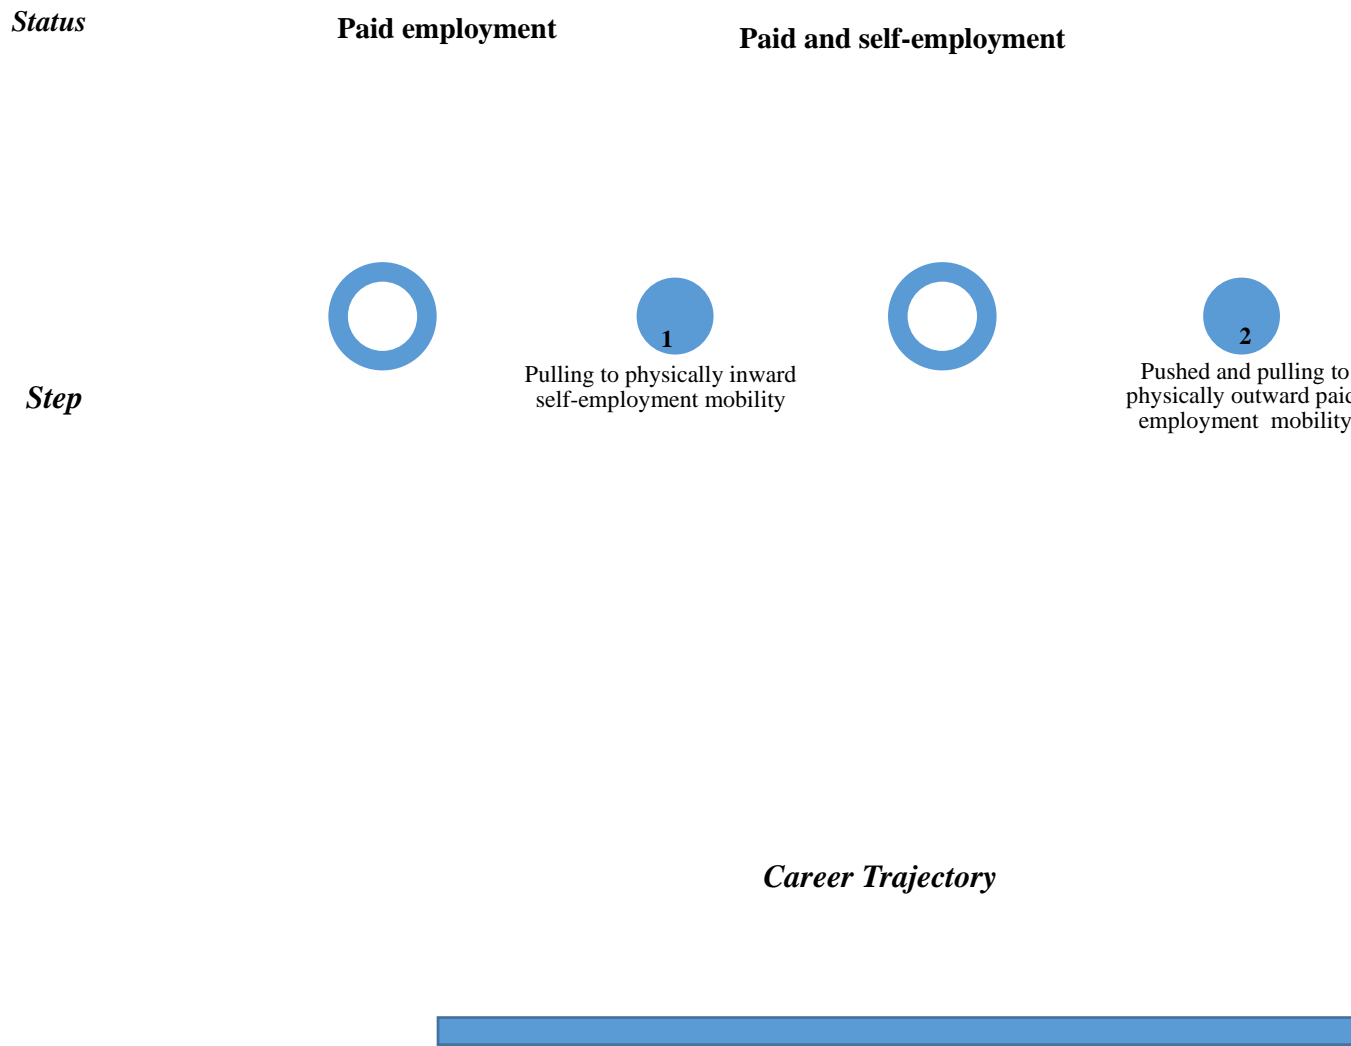 Status
Paid employment
Paid and self-employment
1
2
Pulling to physically inward
self-employment mobility
Pushed and pulling to
physically outward paid
employment  mobility
Step
Career Trajectory